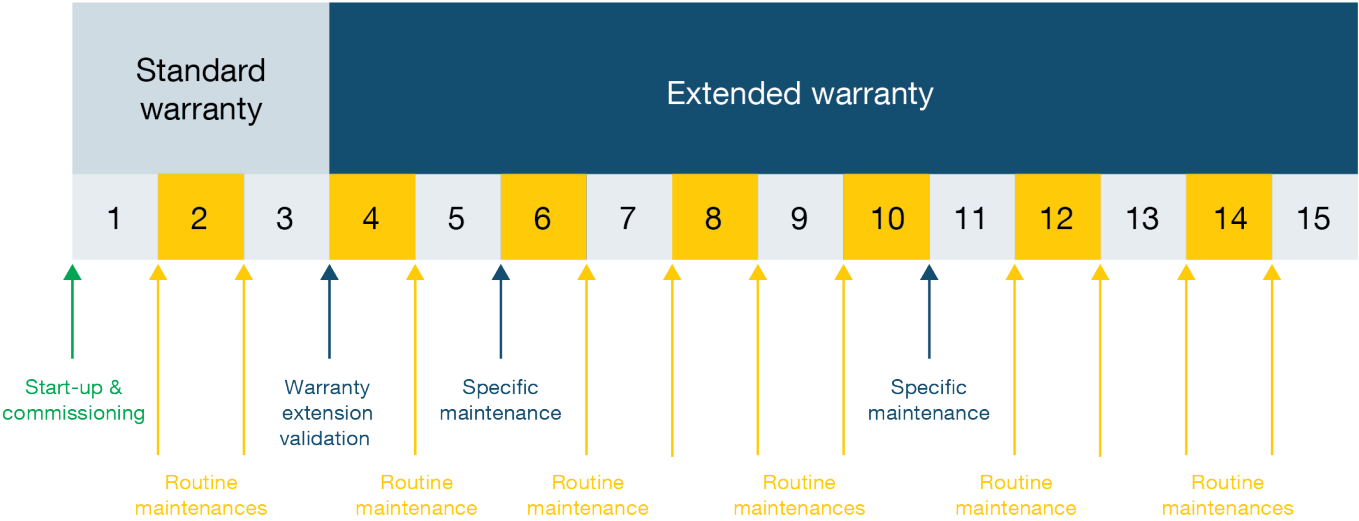 Standard
warranty
Extended warranty
1 2 3 4 5 6 7 8 9 10 11 12 13 14 15
Start-up &
commissioning
Warranty
extension
validation
Specific
maintenance
Specific
maintenance
Routine
maintenances
Routine
maintenance
Routine
maintenance
Routine
maintenances
Routine
maintenance
Routine
maintenances